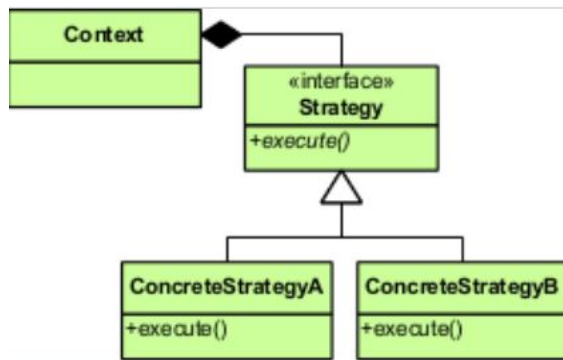 Context
«interface»
Strategy
+execute()
ConcreteStrategyA
+execute()
ConcreteStrategyB
+execute()